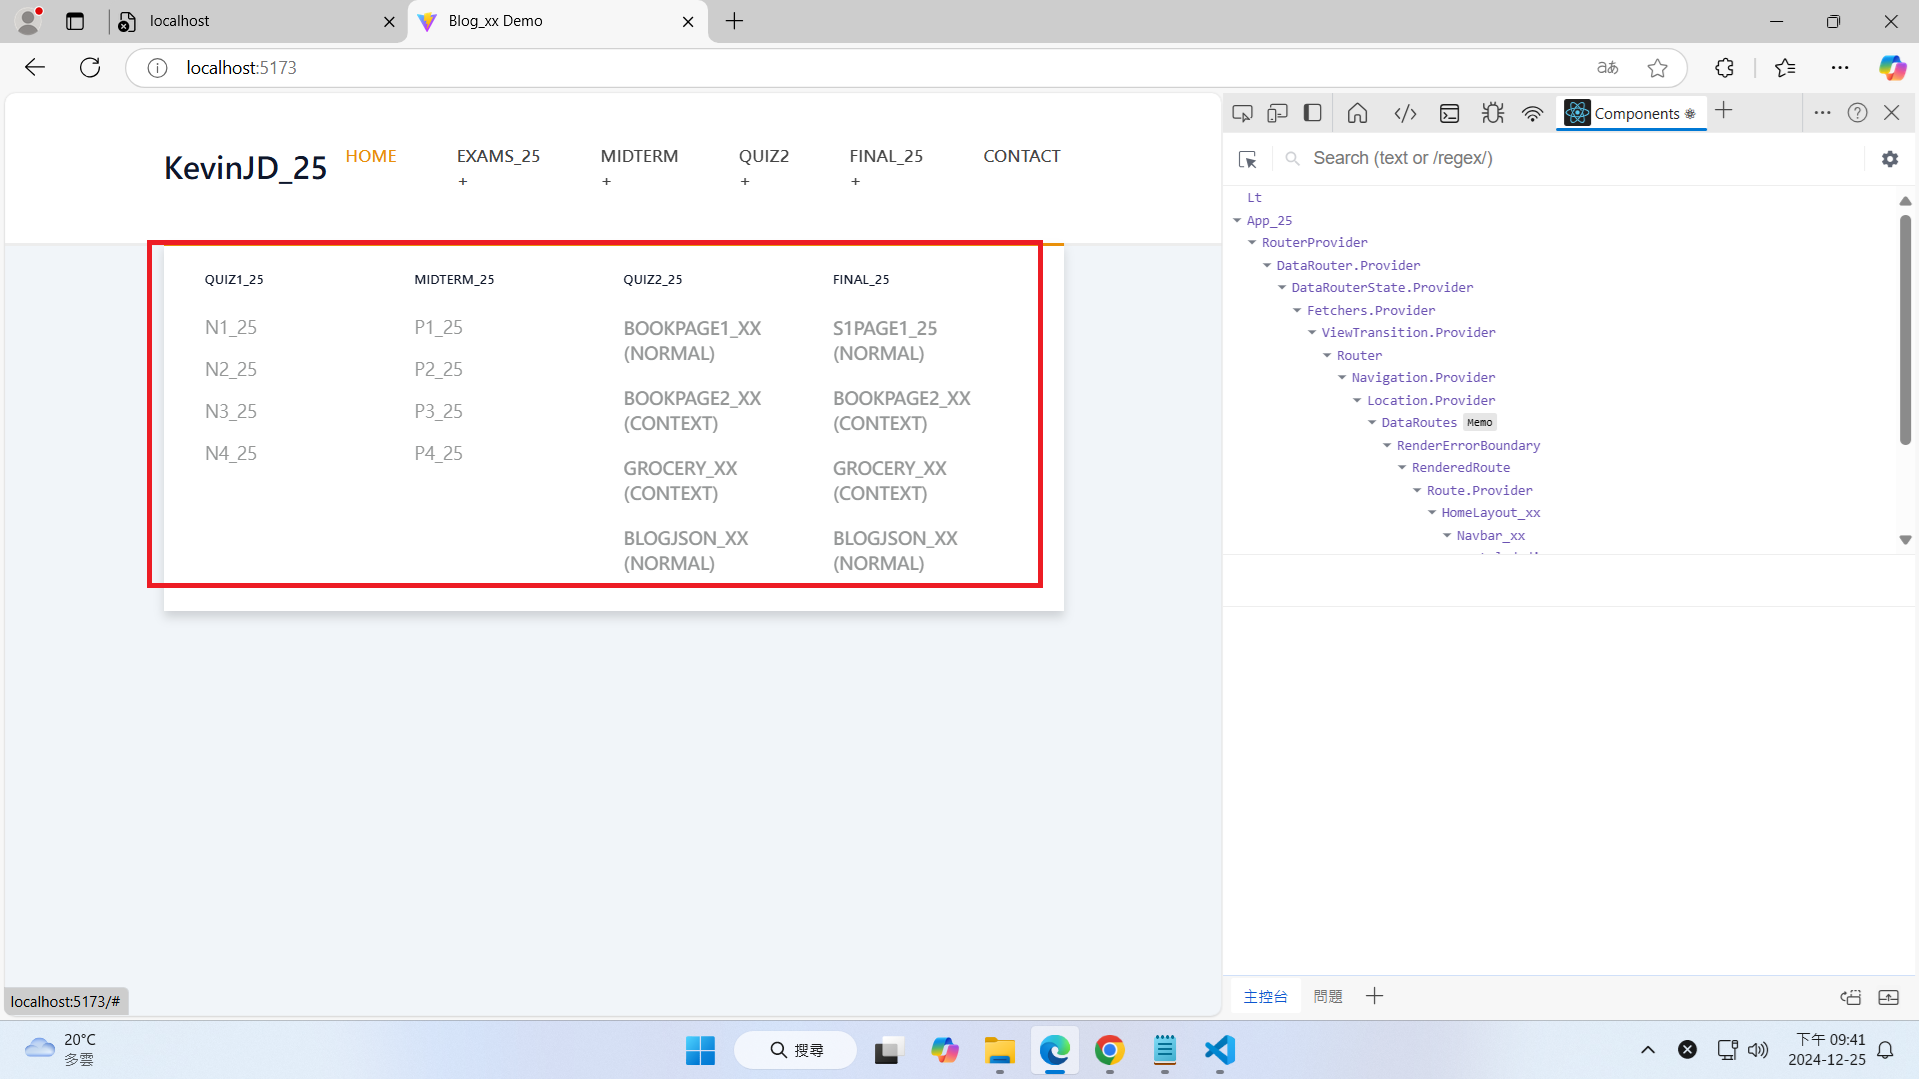 localhost
Blog_xx Demo
localhost:5173
KevinJD_25
HOME
EXAMS_25
+
MIDTERM
+
QUIZ2
+
FINAL_25
+
CONTACT
QUIZ1_25
N1_25
N2_25
N3_25
N4_25
MIDTERM_25
P1_25
P2_25
P3_25
P4_25
QUIZ2_25
BOOKPAGE1_XX
(NORMAL)
BOOKPAGE2_XX
(CONTEXT)
GROCERY_XX
(CONTEXT)
BLOGJSON_XX
(NORMAL)
FINAL_25
S1PAGE1_25
(NORMAL)
BOOKPAGE2_XX
(CONTEXT)
GROCERY_XX
(CONTEXT)
BLOGJSON_XX
(NORMAL)
localhost:5173/#
Components
Search (text or /regex/)
Lt
App_25
RouterProvider
DataRouter.Provider
DataRouterState.Provider
Fetchers.Provider
ViewTransition.Provider
Router
Navigation.Provider
Location.Provider
DataRoutes Memo
RenderErrorBoundary
RenderedRoute
Route.Provider
HomeLayout_xx
Navbar_xx
主控台
問題
20°C
多雲
搜尋
下午 09:41
2024-12-25